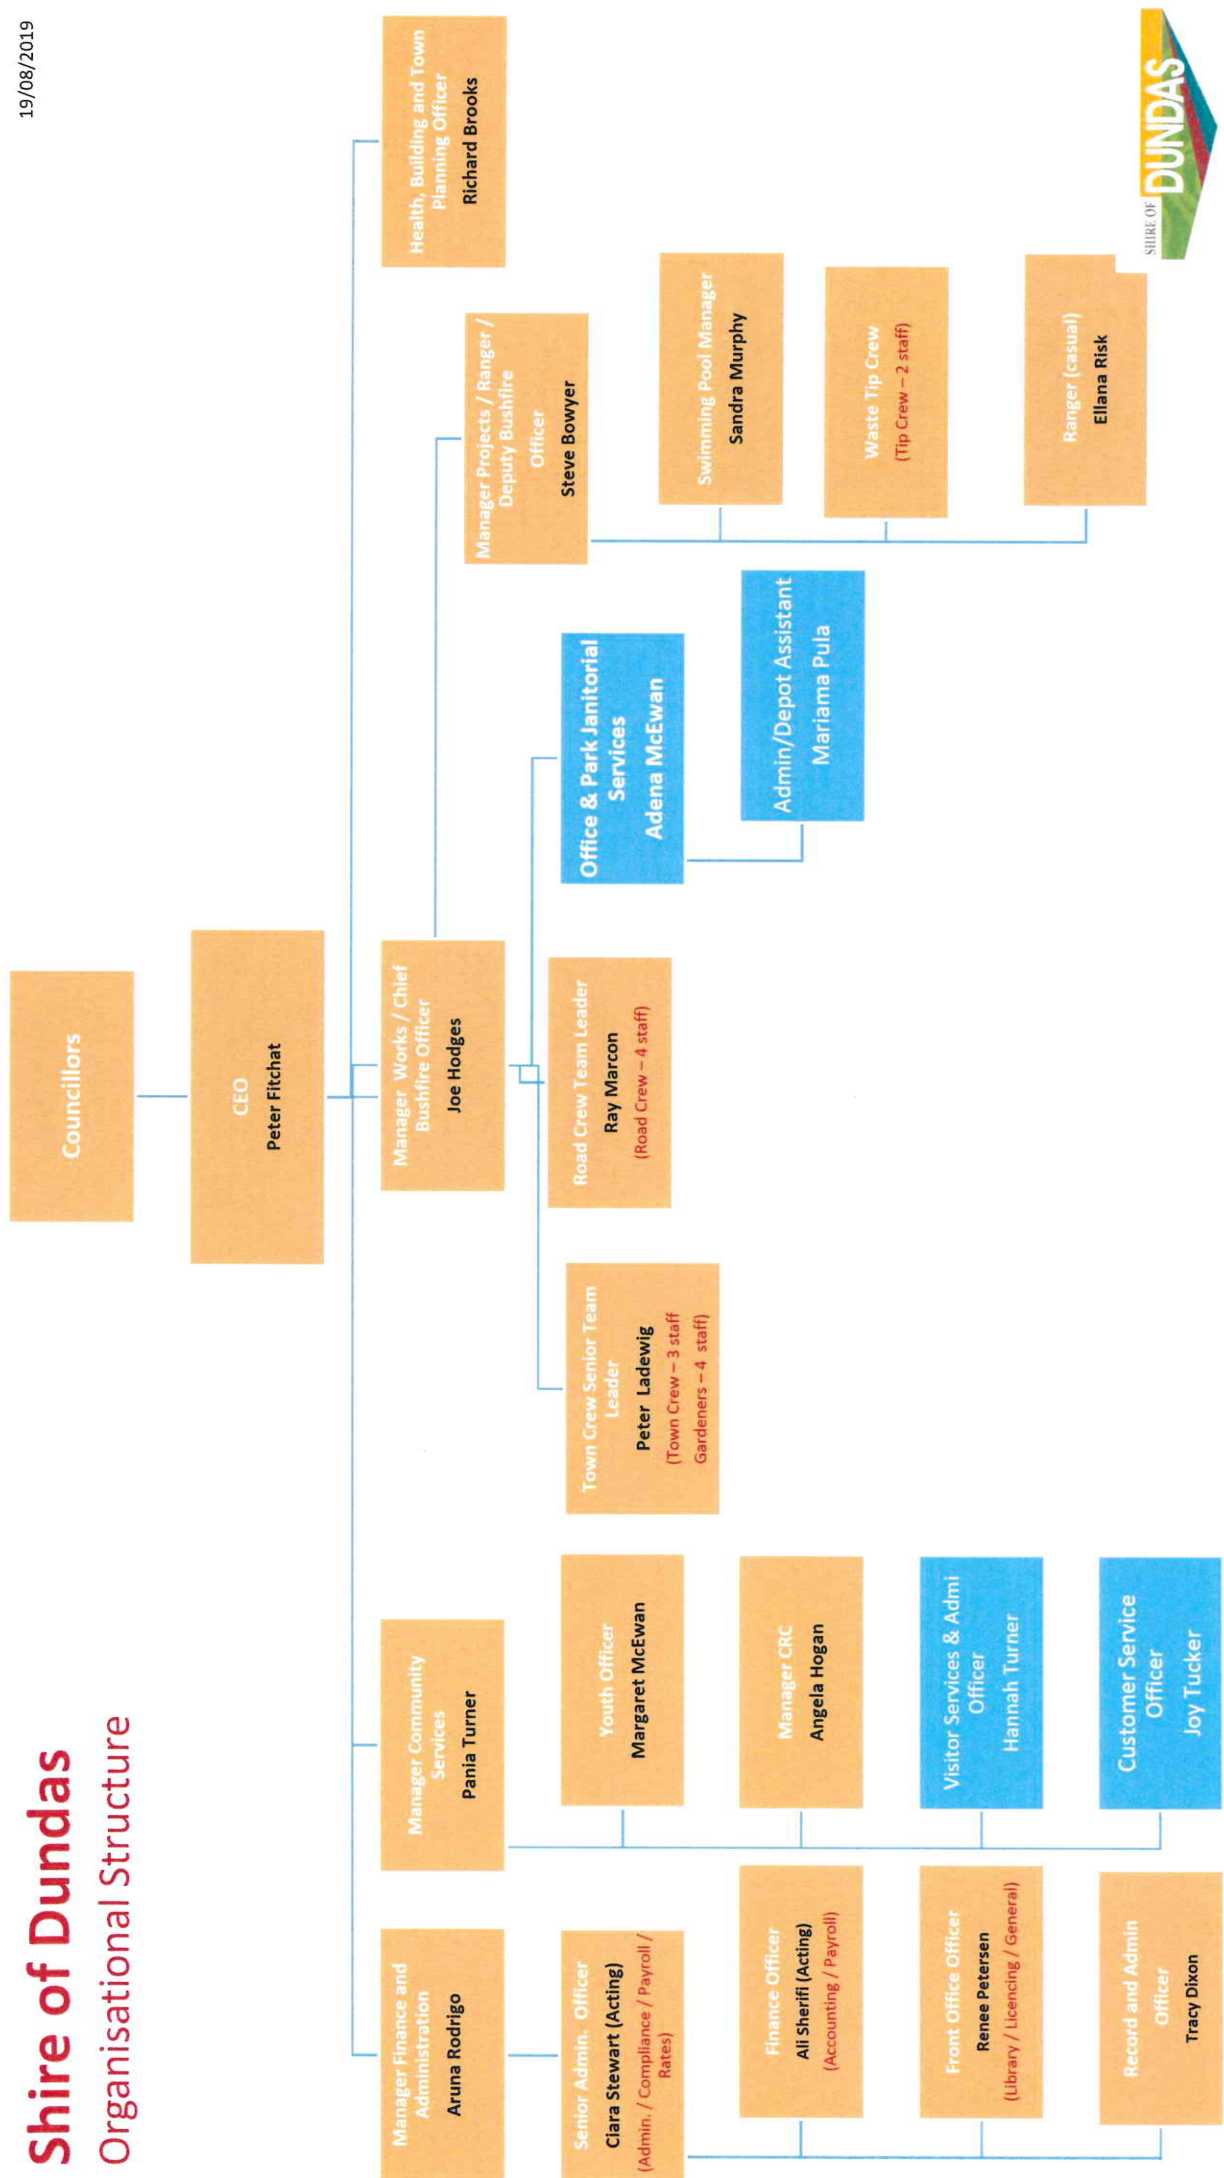 Shire of Dundas
Organisational Structure
19/08/2019
Councillors
CEO
Peter Fitchat
Manager Finance and
Administration
Aruna Rodrigo
Manager Community
Services
Pania Turner
Manager Works / Chief
Bushfire Officer
Joe Hodges
Health, Building and Town
Planning Officer
Richard Brooks
Manager Projects / Ranger /
Deputy Bushfire
Officer
Steve Bowyer
Senior Admin. Officer
Ciara Stewart (Acting)
(Admin. / Compliance / Payroll /
Rates)
Finance Officer
Ali Sherifi (Acting)
(Accounting / Payroll)
Front Office Officer
Renee Petersen
(Library / Licencing / General)
Record and Admin
Officer
Tracy Dixon
Youth Officer
Margaret McEwan
Manager CRC
Angela Hogan
Visitor Services & Admi
Officer
Hannah Turner
Customer Service
Officer
Joy Tucker
Town Crew Senior Team
Leader
Peter Ladewig
(Town Crew – 3 staff
Gardeners – 4 staff)
Road Crew Team Leader
Ray Marcon
(Road Crew – 4 staff)
Office & Park Janitorial
Services
Adena McEwan
Admin/Depot Assistant
Mariama Pula
Swimming Pool Manager
Sandra Murphy
Waste Tip Crew
(Tip Crew – 2 staff)
Ranger (casual)
Ellana Risk
SHIRE OF
DUNDAS